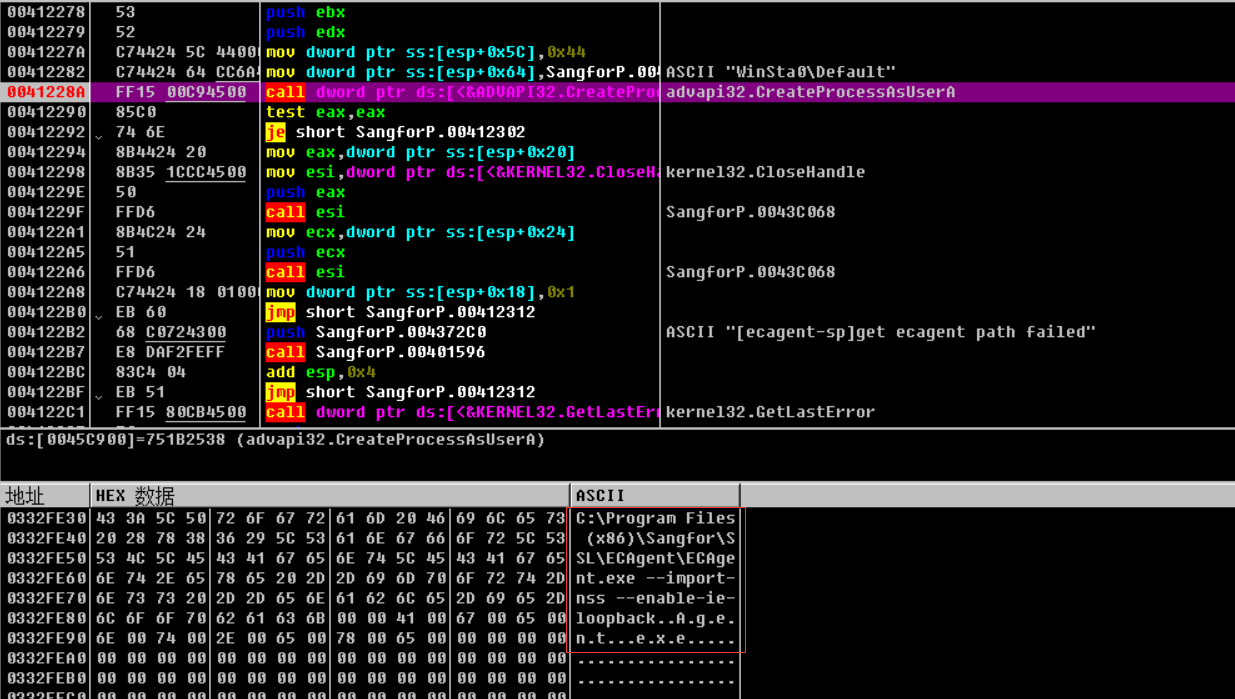 00412278 53 push ebx
00412279 52 push edx
0041227A C74424 5C 4400 mov dword ptr ss:[esp+0x5C],0x44
00412282 C74424 64 CC6A4 mov dword ptr ss:[esp+0x64],SangforP.004 ASCII "WinSta0\Default"
0041228A FF15 00C94500 call dword ptr ds:[<&ADVAPI32.CreatePro advapi32.CreateProcessAsUserA
00412290 85C0 test eax,eax
00412292 74 6E je short SangforP.00412302
00412294 8B4424 20 mov eax,dword ptr ss:[esp+0x20]
00412298 8B35 1CCC4500 mov esi,dword ptr ds:[<&KERNEL32.CloseHa kernel32.CloseHandle
0041229E 50 push eax
0041229F FFD6 call esi SangforP.0043C068
004122A1 8B4C24 24 mov ecx,dword ptr ss:[esp+0x24]
004122A5 51 push ecx
004122A6 FFD6 call esi SangforP.0043C068
004122A8 C74424 18 0100 mov dword ptr ss:[esp+0x18],0x1
004122B0 EB 60 jmp short SangforP.00412312
004122B2 68 C0724300 push SangforP.004372C0 ASCII "[ecagent-sp]get ecagent path failed"
004122B7 E8 DAF2FEFF call SangforP.00401596
004122BC 83C4 04 add esp,0x4
004122BF EB 51 jmp short SangforP.00412312
004122C1 FF15 80CB4500 call dword ptr ds:[<&KERNEL32.GetLastErr kernel32.GetLastError
ds:[0045C900]=751B2538 (advapi32.CreateProcessAsUserA)
地址 HEX 数据 ASCII
0332FE30 43 3A 5C 50 72 6F 67 72 61 6D 20 46 69 6C 65 73 C:\Program Files
0332FE40 20 28 78 38 36 29 5C 53 61 6E 67 66 6F 72 5C 53 (x86)\Sangfor\S
0332FE50 53 4C 5C 45 43 41 67 65 6E 74 5C 45 43 41 67 65 SL\ECAgent\ECAge
0332FE60 6E 74 2E 65 78 65 20 2D 2D 69 6D 70 6F 72 74 2D nt.exe --import-
0332FE70 6E 73 73 20 2D 2D 65 6E 61 62 6C 65 2D 69 65 2D nss --enable-ie-
0332FE80 6C 6F 6F 70 62 61 63 6B 00 00 41 00 67 00 65 00 loopback..A.g.e.
0332FE90 6E 00 74 00 2E 00 65 00 78 00 65 00 00 00 00 00 n.t...e.x.e.....
0332FEA0 00 00 00 00 00 00 00 00 00 00 00 00 00 00 00 00 ................
0332FEB0 00 00 00 00 00 00 00 00 00 00 00 00 00 00 00 00 ................